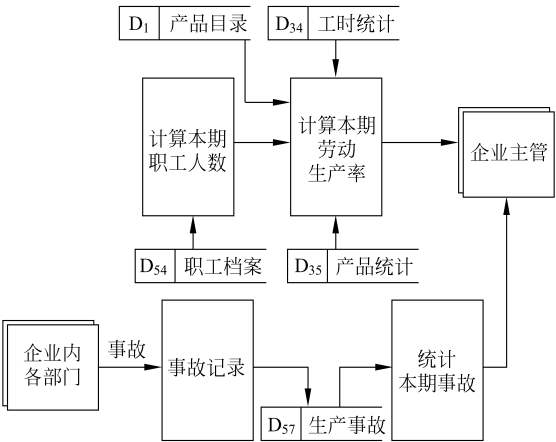 D1 产品目录
D34 工时统计
计算本期
职工人数
计算本期
劳动
生产率
企业主管
D54 职工档案
D35 产品统计
企业内
各部门
事故
事故记录
D57 生产事故
统计
本期事故